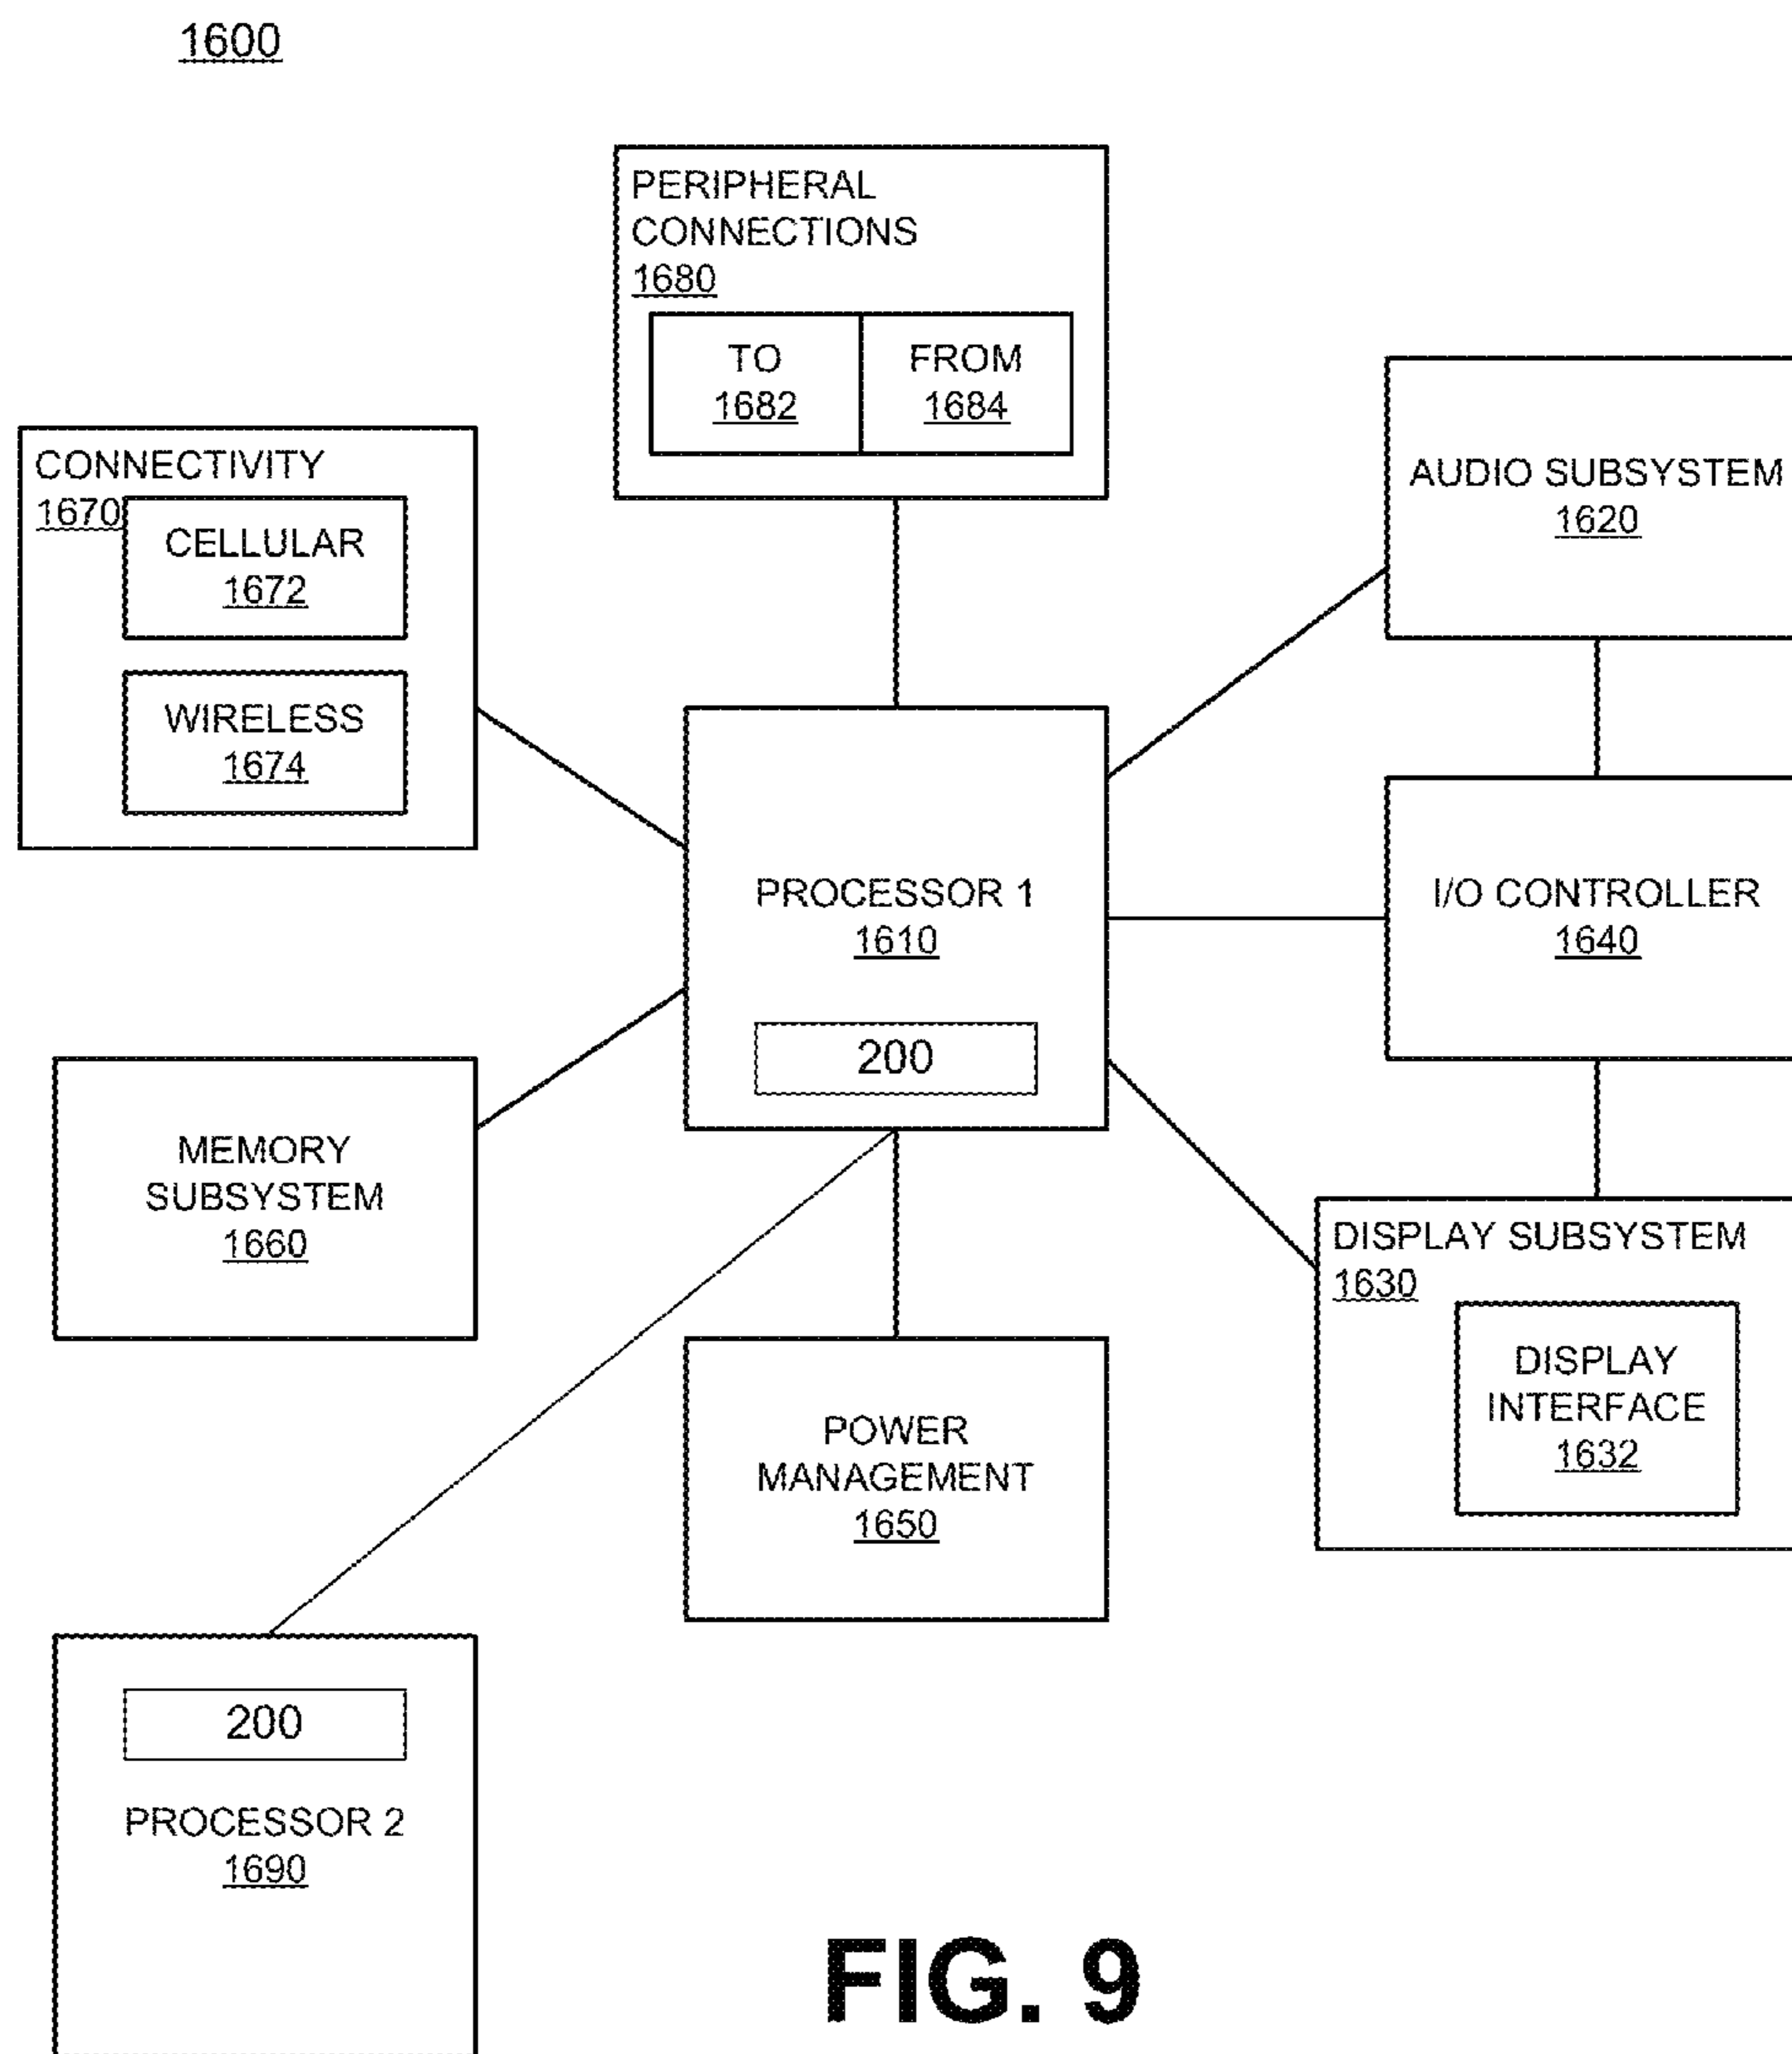 1600
PERIPHERAL
CONNECTIONS
1680
TO
1682
FROM
1684
CONNECTIVITY
1670
CELLULAR
1672
WIRELESS
1674
AUDIO SUBSYSTEM
1620
PROCESSOR 1
1610
200
I/O CONTROLLER
1640
MEMORY
SUBSYSTEM
1660
DISPLAY SUBSYSTEM
1630
DISPLAY
INTERFACE
1632
POWER
MANAGEMENT
1650
200
PROCESSOR 2
1690
FIG. 9